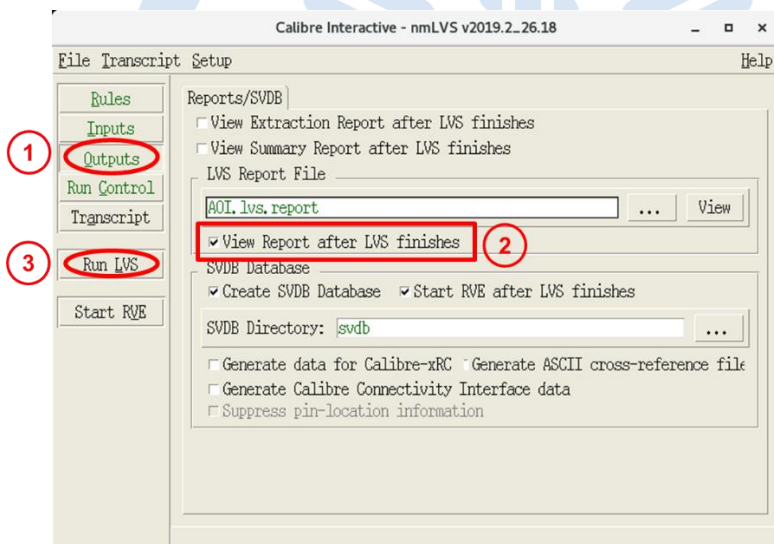 Calibre Interactive - nmLVS v2019.2_26.18
File Transcript Setup Help
Rules
Inputs
1
Outputs
Run Control
Transcript
3
Run LVS
Start RVE
Reports/SVDB
View Extraction Report after LVS finishes
View Summary Report after LVS finishes
LVS Report File
AOI.lvs.report ... View
View Report after LVS finishes 2
SVDB Database
Create SVDB Database Start RVE after LVS finishes
SVDB Directory: svdb ...
Generate data for Calibre-xRC Generate ASCII cross-reference file
Generate Calibre Connectivity Interface data
Suppress pin-location information